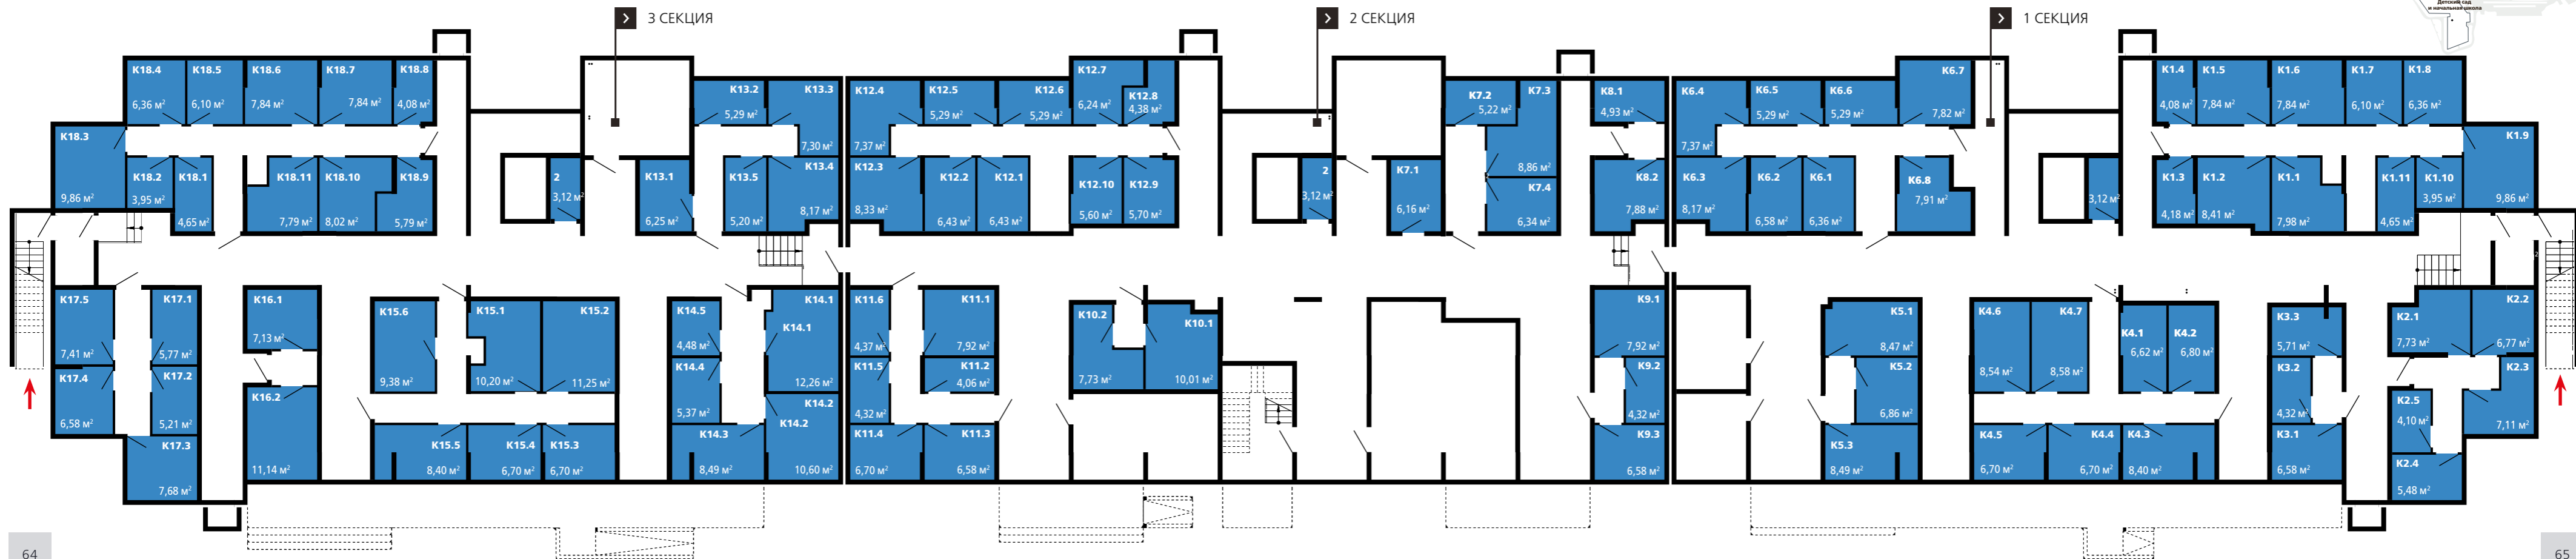 Детский сад
и начальная школа
3 СЕКЦИЯ
2 СЕКЦИЯ
1 СЕКЦИЯ
К18.4
6,36 м²
К18.5
6,10 м²
К18.6
7,84 м²
К18.7
7,84 м²
К18.8
4,08 м²
К18.3
9,86 м²
К18.2
3,95 м²
К18.1
4,65 м²
К18.11
7,79 м²
К18.10
8,02 м²
К18.9
5,79 м²
2
3,12 м²
К13.1
6,25 м²
К13.2
5,29 м²
К13.3
7,30 м²
К13.5
5,20 м²
К13.4
8,17 м²
К12.4
7,37 м²
К12.5
5,29 м²
К12.6
5,29 м²
К12.7
6,24 м²
К12.8
4,38 м²
К12.3
8,33 м²
К12.2
6,43 м²
К12.1
6,43 м²
К12.10
5,60 м²
К12.9
5,70 м²
2
3,12 м²
К7.1
6,16 м²
К7.2
5,22 м²
К7.3
8,86 м²
К7.4
6,34 м²
К8.1
4,93 м²
К8.2
7,88 м²
К6.4
7,37 м²
К6.5
5,29 м²
К6.6
5,29 м²
К6.7
7,82 м²
К6.3
8,17 м²
К6.2
6,58 м²
К6.1
6,36 м²
К6.8
7,91 м²
3,12 м²
К1.4
4,08 м²
К1.5
7,84 м²
К1.6
7,84 м²
К1.7
6,10 м²
К1.8
6,36 м²
К1.9
9,86 м²
К1.3
4,18 м²
К1.2
8,41 м²
К1.1
7,98 м²
К1.11
4,65 м²
К1.10
3,95 м²
К17.5
7,41 м²
К17.1
5,77 м²
К17.4
6,58 м²
К17.2
5,21 м²
К17.3
7,68 м²
К16.1
7,13 м²
К16.2
11,14 м²
К15.6
9,38 м²
К15.1
10,20 м²
К15.2
11,25 м²
К15.5
8,40 м²
К15.4
6,70 м²
К15.3
6,70 м²
К14.5
4,48 м²
К14.1
К14.1
12,26 м²
К14.4
5,37 м²
К14.2
К14.2
10,60 м²
К14.3
8,49 м²
К11.6
4,37 м²
К11.1
7,92 м²
К11.5
4,32 м²
К11.2
4,06 м²
К11.4
6,70 м²
К11.3
6,58 м²
К10.2
7,73 м²
К10.1
10,01 м²
К9.1
7,92 м²
К9.2
4,32 м²
К9.3
6,58 м²
К5.1
8,47 м²
К5.2
6,86 м²
К5.3
8,49 м²
К4.6
8,54 м²
К4.7
8,58 м²
К4.1
6,62 м²
К4.2
6,80 м²
К4.5
6,70 м²
К4.4
6,70 м²
К4.3
8,40 м²
К3.3
5,71 м²
К3.2
4,32 м²
К3.1
6,58 м²
К2.1
7,73 м²
К2.2
6,77 м²
К2.3
7,11 м²
К2.5
4,10 м²
К2.4
5,48 м²
64
65